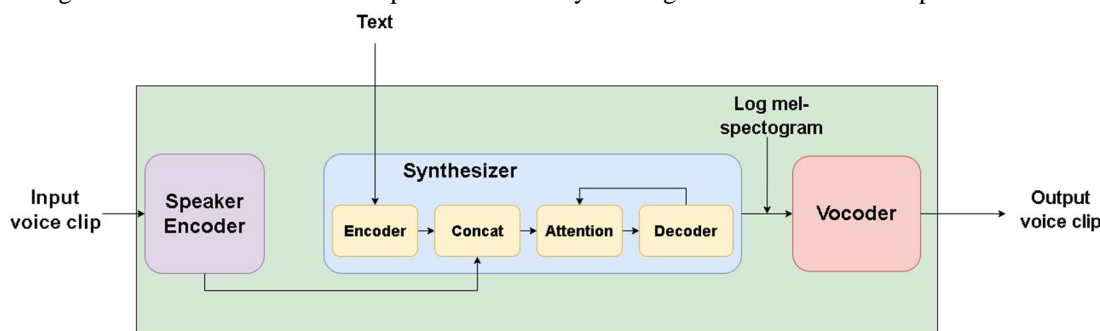 Text
Log mel-
spectogram
Synthesizer
Input
voice clip
Speaker
Encoder
Encoder
Concat
Attention
Decoder
Vocoder
Output
voice clip